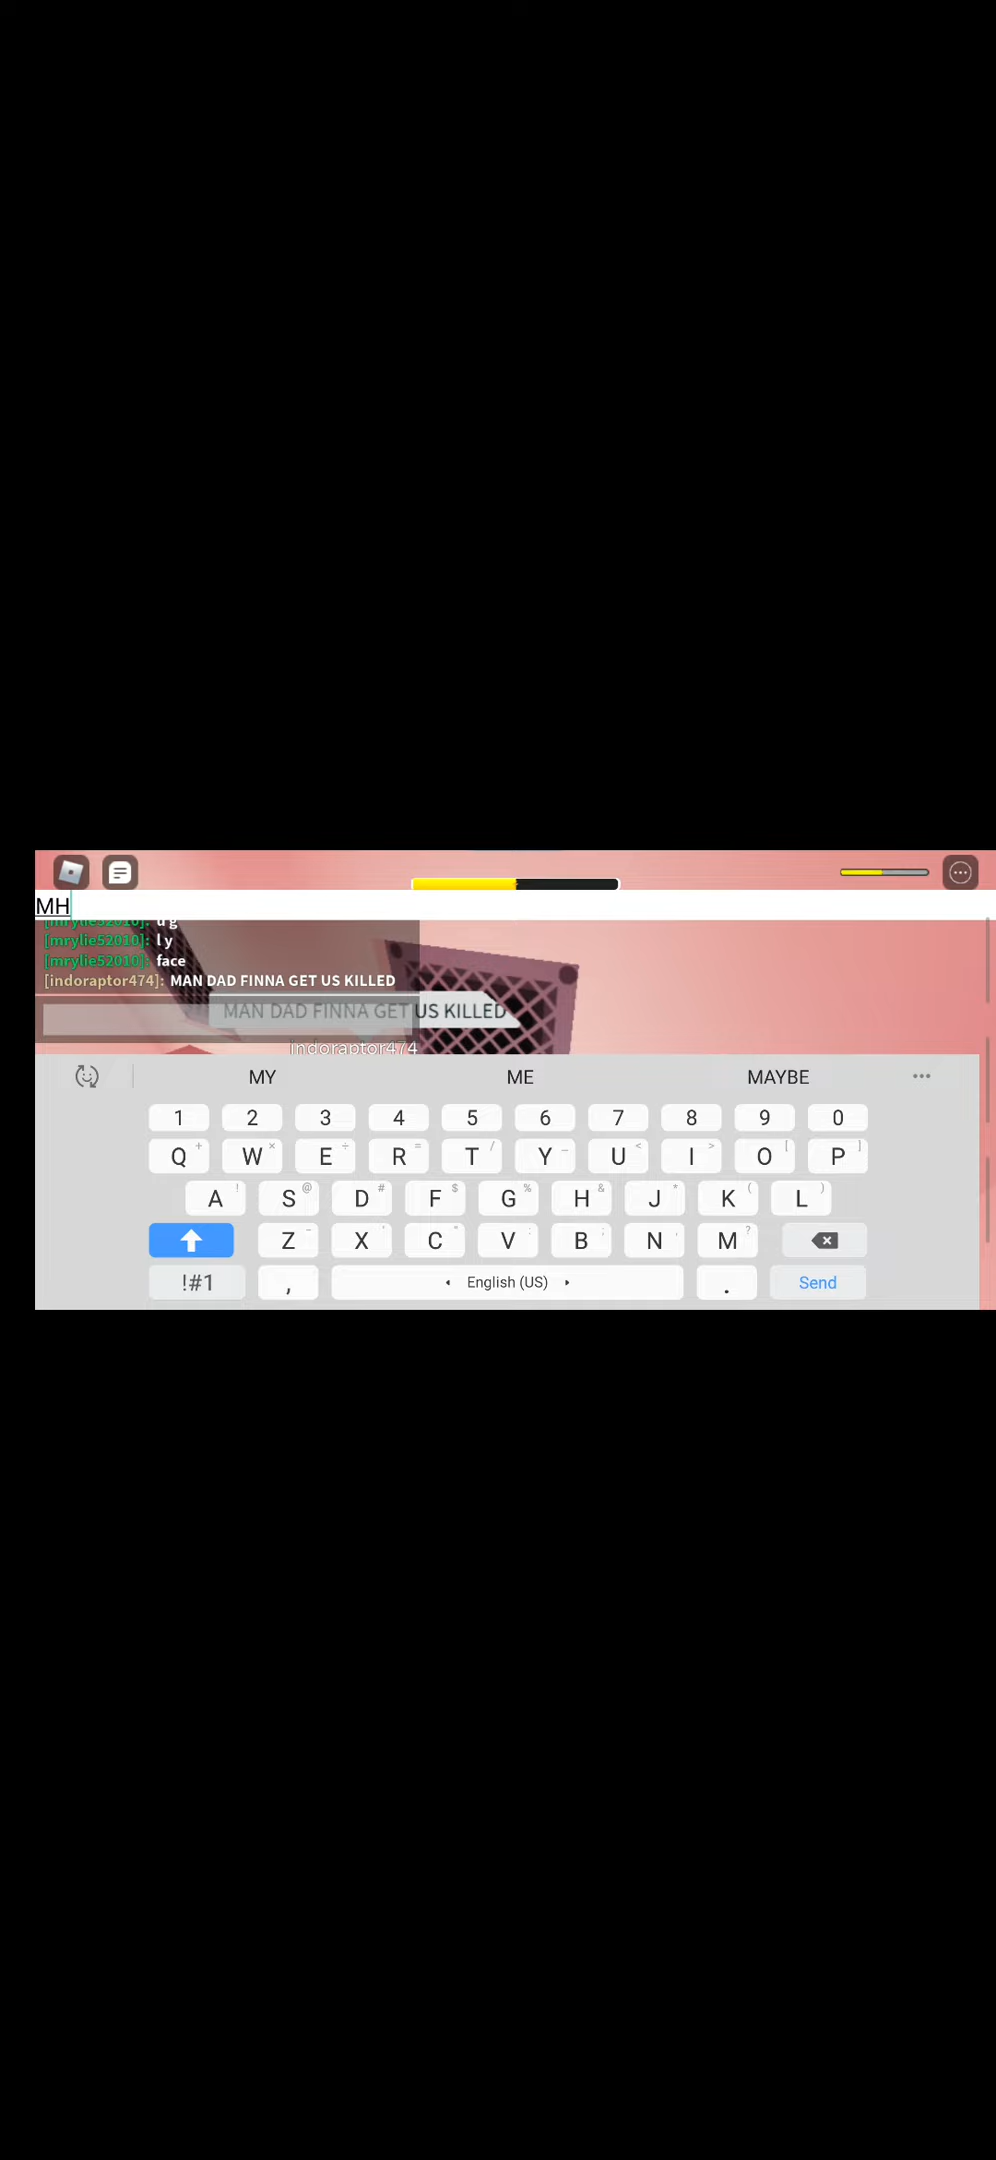 MH
[mrylie52010]: u g
[mrylie52010]: l y
[mrylie52010]: face
[indoraptor474]: MAN DAD FINNA GET US KILLED
MAN DAD FINNA GET US KILLED
indoraptor474
MY ME MAYBE •••
1 2 3 4 5 6 7 8 9 0
Q + W × E ÷ R = T / Y _ U < I > O [ P ]
A ! S @ D # F $ G % H & J * K ( L )
Z - X ' C " V : B ; N , M ?
!#1 , English (US) . Send